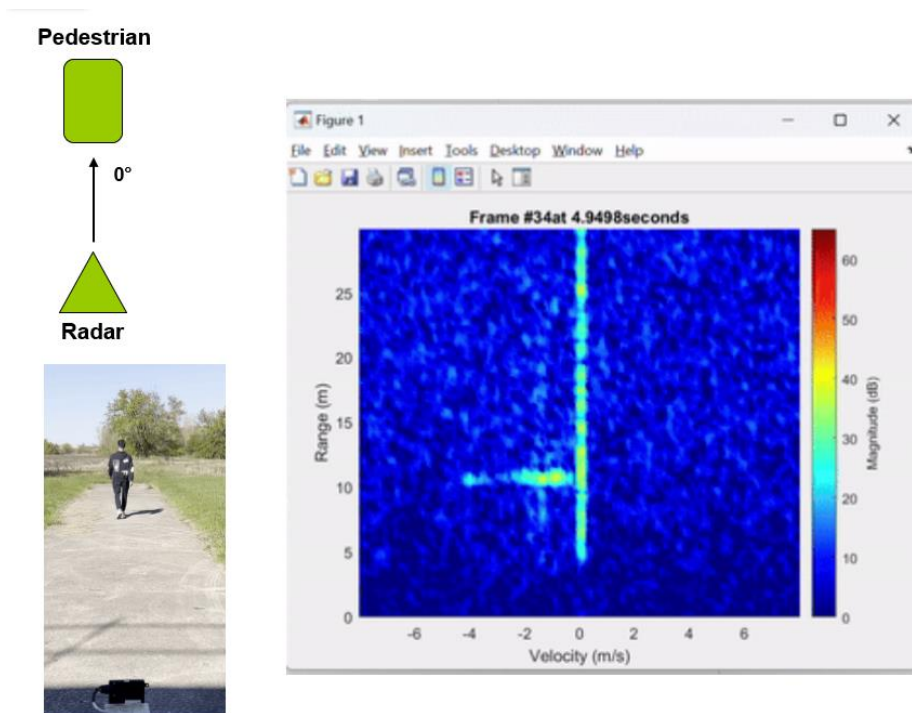 Pedestrian
0°
Radar
Figure 1
File Edit View Insert Tools Desktop Window Help
Frame #34at 4.9498seconds
25
20
15
10
5
0
Range (m)
-6 -4 -2 0 2 4 6
Velocity (m/s)
60
50
40
30
20
10
0
Magnitude (dB)